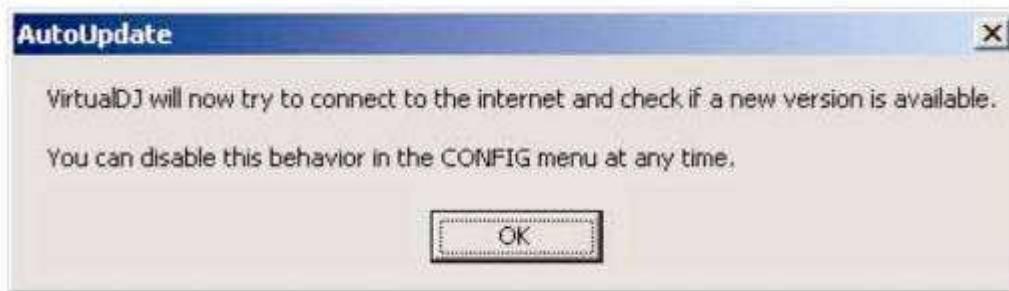 AutoUpdate
VirtualDJ will now try to connect to the internet and check if a new version is available.
You can disable this behavior in the CONFIG menu at any time.
OK